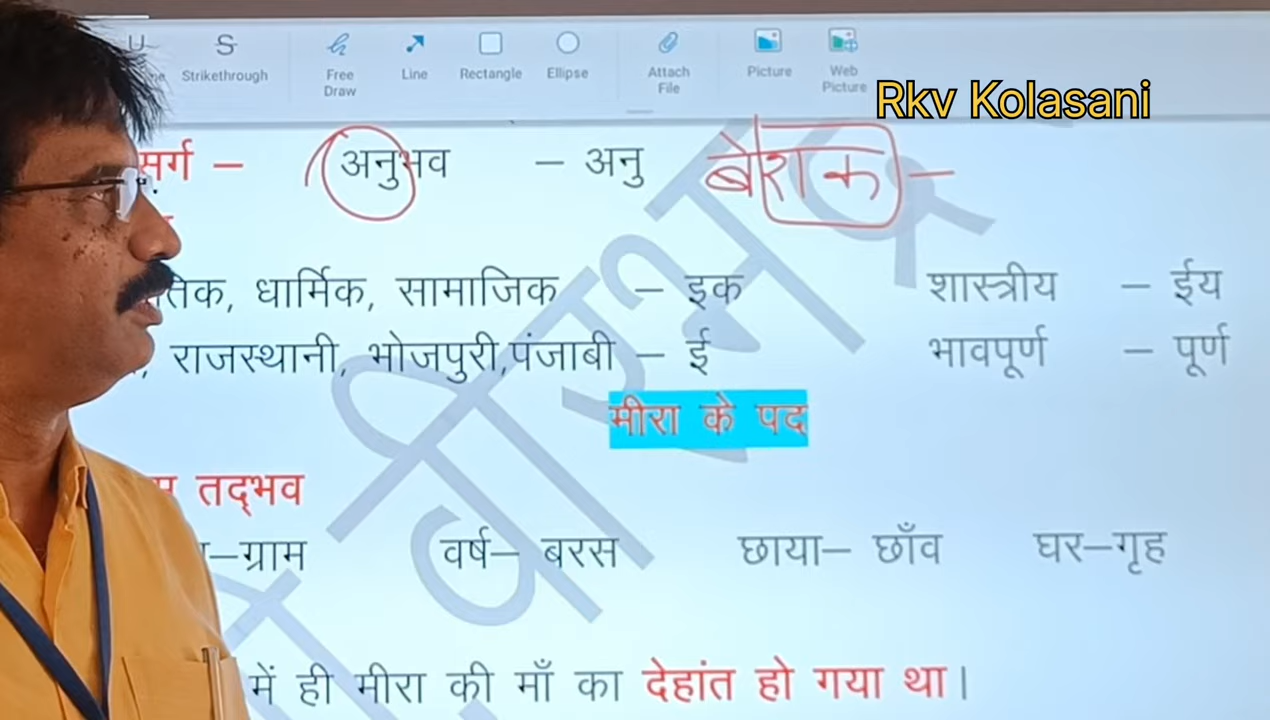 Strikethrough Free Draw Line Rectangle Ellipse Attach File Picture Web Picture
Rkv Kolasani
सर्ग – अनुभव – अनु बेराक –
तिक, धार्मिक, सामाजिक – इक शास्त्रीय – ईय
, राजस्थानी, भोजपुरी,पंजाबी – ई भावपूर्ण – पूर्ण
मीरा के पद
तद्भव
–ग्राम वर्ष– बरस छाया– छाँव घर–गृह
में ही मीरा की माँ का देहांत हो गया था।